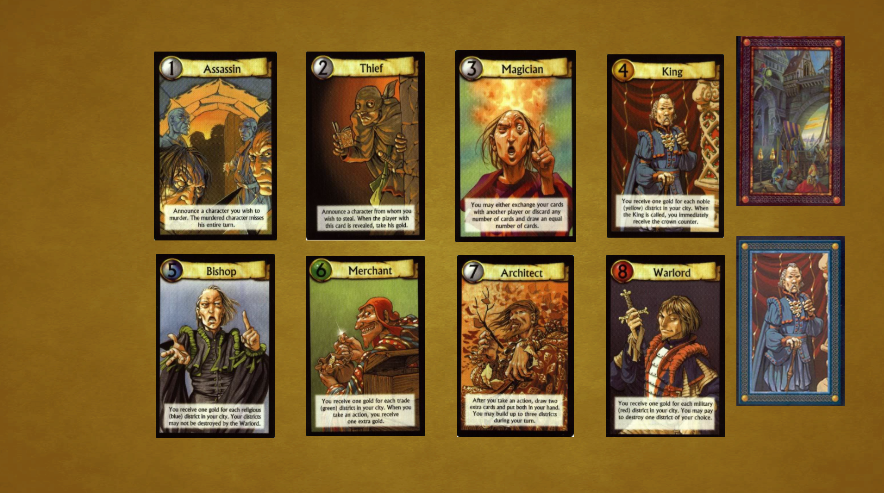 1 Assassin
Announce a character you wish to
murder. The murdered character misses
his entire turn.
2 Thief
Announce a character from whom you
wish to steal. When the player with
this card is revealed, take his gold.
3 Magician
You may either exchange your cards
with another player or discard any
number of cards and draw an equal
number of cards.
4 King
You receive one gold for each noble
(yellow) district in your city. When
the King is called, you immediately
receive the crown counter.
5 Bishop
You receive one gold for each religious
(blue) district in your city. Your districts
may not be destroyed by the Warlord.
6 Merchant
You receive one gold for each trade
(green) district in your city. When you
take an action, you receive
one extra gold.
7 Architect
After you take an action, draw two
extra cards and put both in your hand.
You may build up to three districts
during your turn.
8 Warlord
You receive one gold for each military
(red) district in your city. You may pay
to destroy one district of your choice.